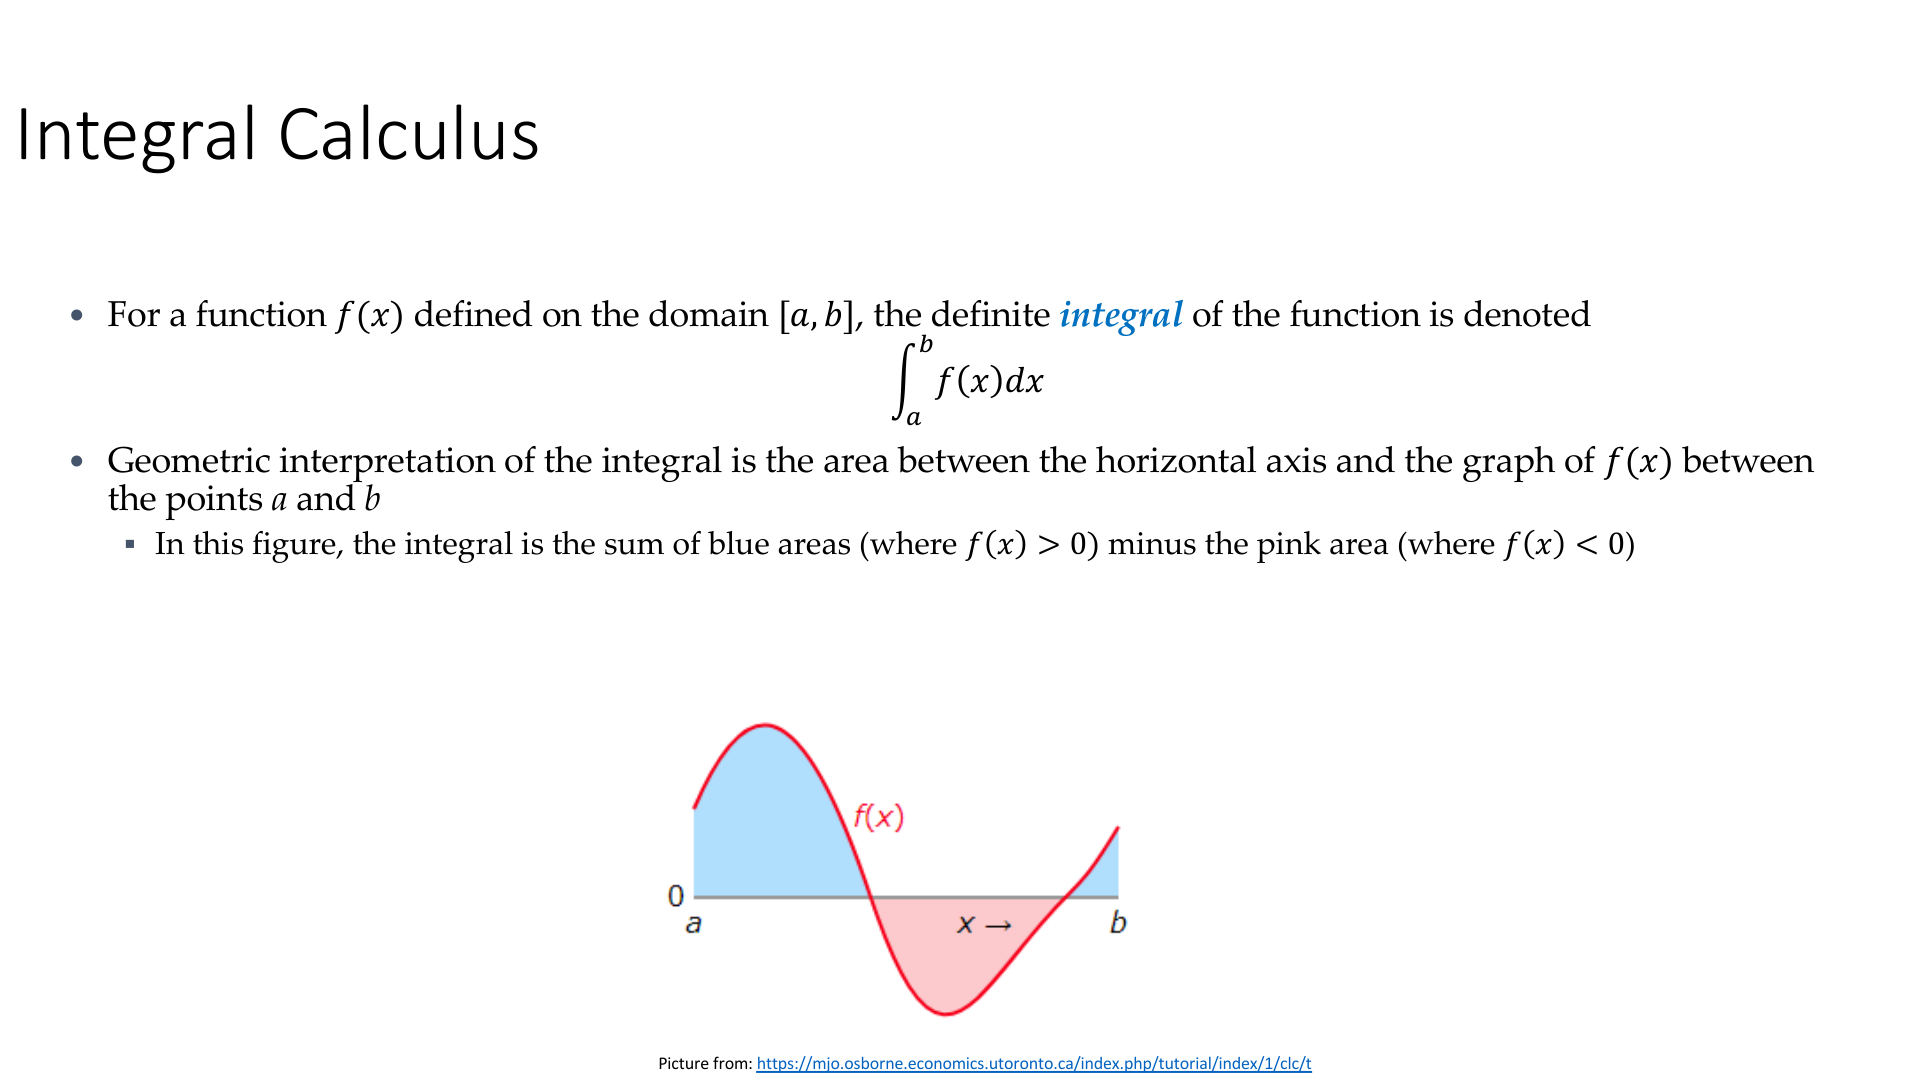 Integral Calculus
• For a function f(x) defined on the domain [a, b], the definite integral of the function is denoted
∫_a^b f(x)dx
• Geometric interpretation of the integral is the area between the horizontal axis and the graph of f(x) between
the points a and b
▪ In this figure, the integral is the sum of blue areas (where f(x) > 0) minus the pink area (where f(x) < 0)
f(x)
0
a x → b
Picture from: https://mjo.osborne.economics.utoronto.ca/index.php/tutorial/index/1/clc/t